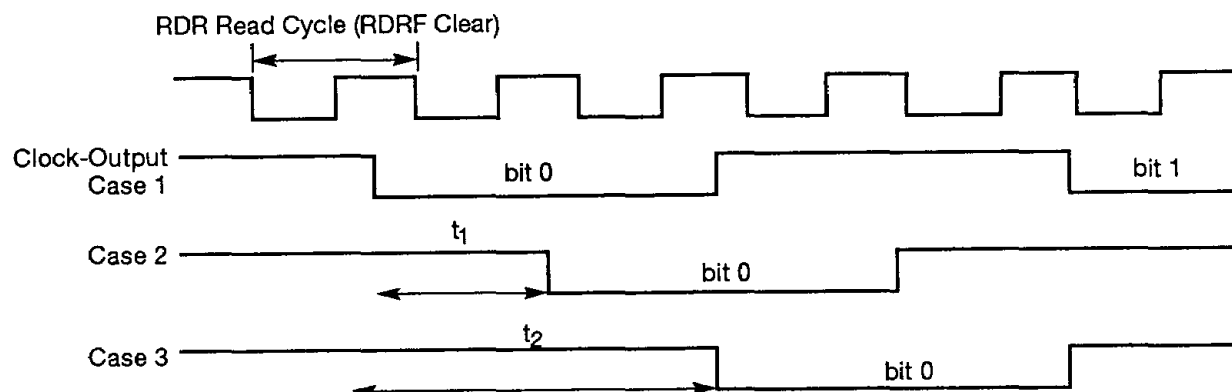 RDR Read Cycle (RDRF Clear)
Clock-Output
Case 1
bit 0
bit 1
t1
Case 2
bit 0
t2
Case 3
bit 0